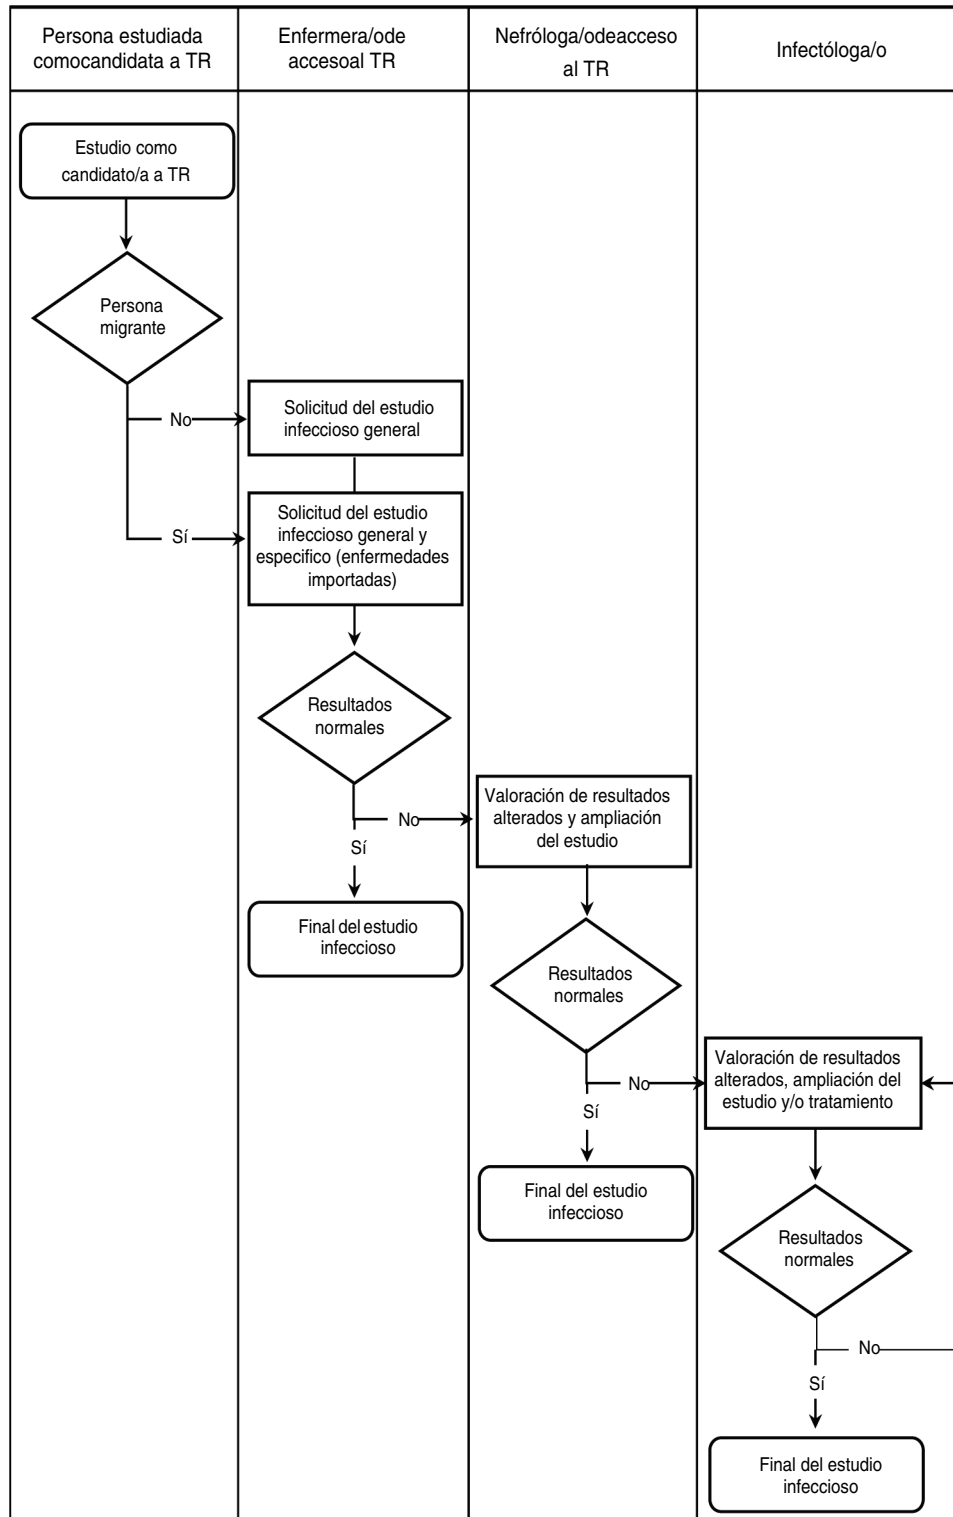 Persona estudiada
comocandidata a TR
Enfermera/ode
accesoal TR
Nefróloga/odeacceso
al TR
Infectóloga/o
Estudio como
candidato/a a TR
Persona
migrante
No
Solicitud del estudio
infeccioso general
Sí
Solicitud del estudio
infeccioso general y
especifico (enfermedades
importadas)
Resultados
normales
No
Valoración de resultados
alterados y ampliación
del estudio
Sí
Final del estudio
infeccioso
Resultados
normales
No
Valoración de resultados
alterados, ampliación del
estudio y/o tratamiento
Sí
Final del estudio
infeccioso
Resultados
normales
No
Sí
Final del estudio
infeccioso